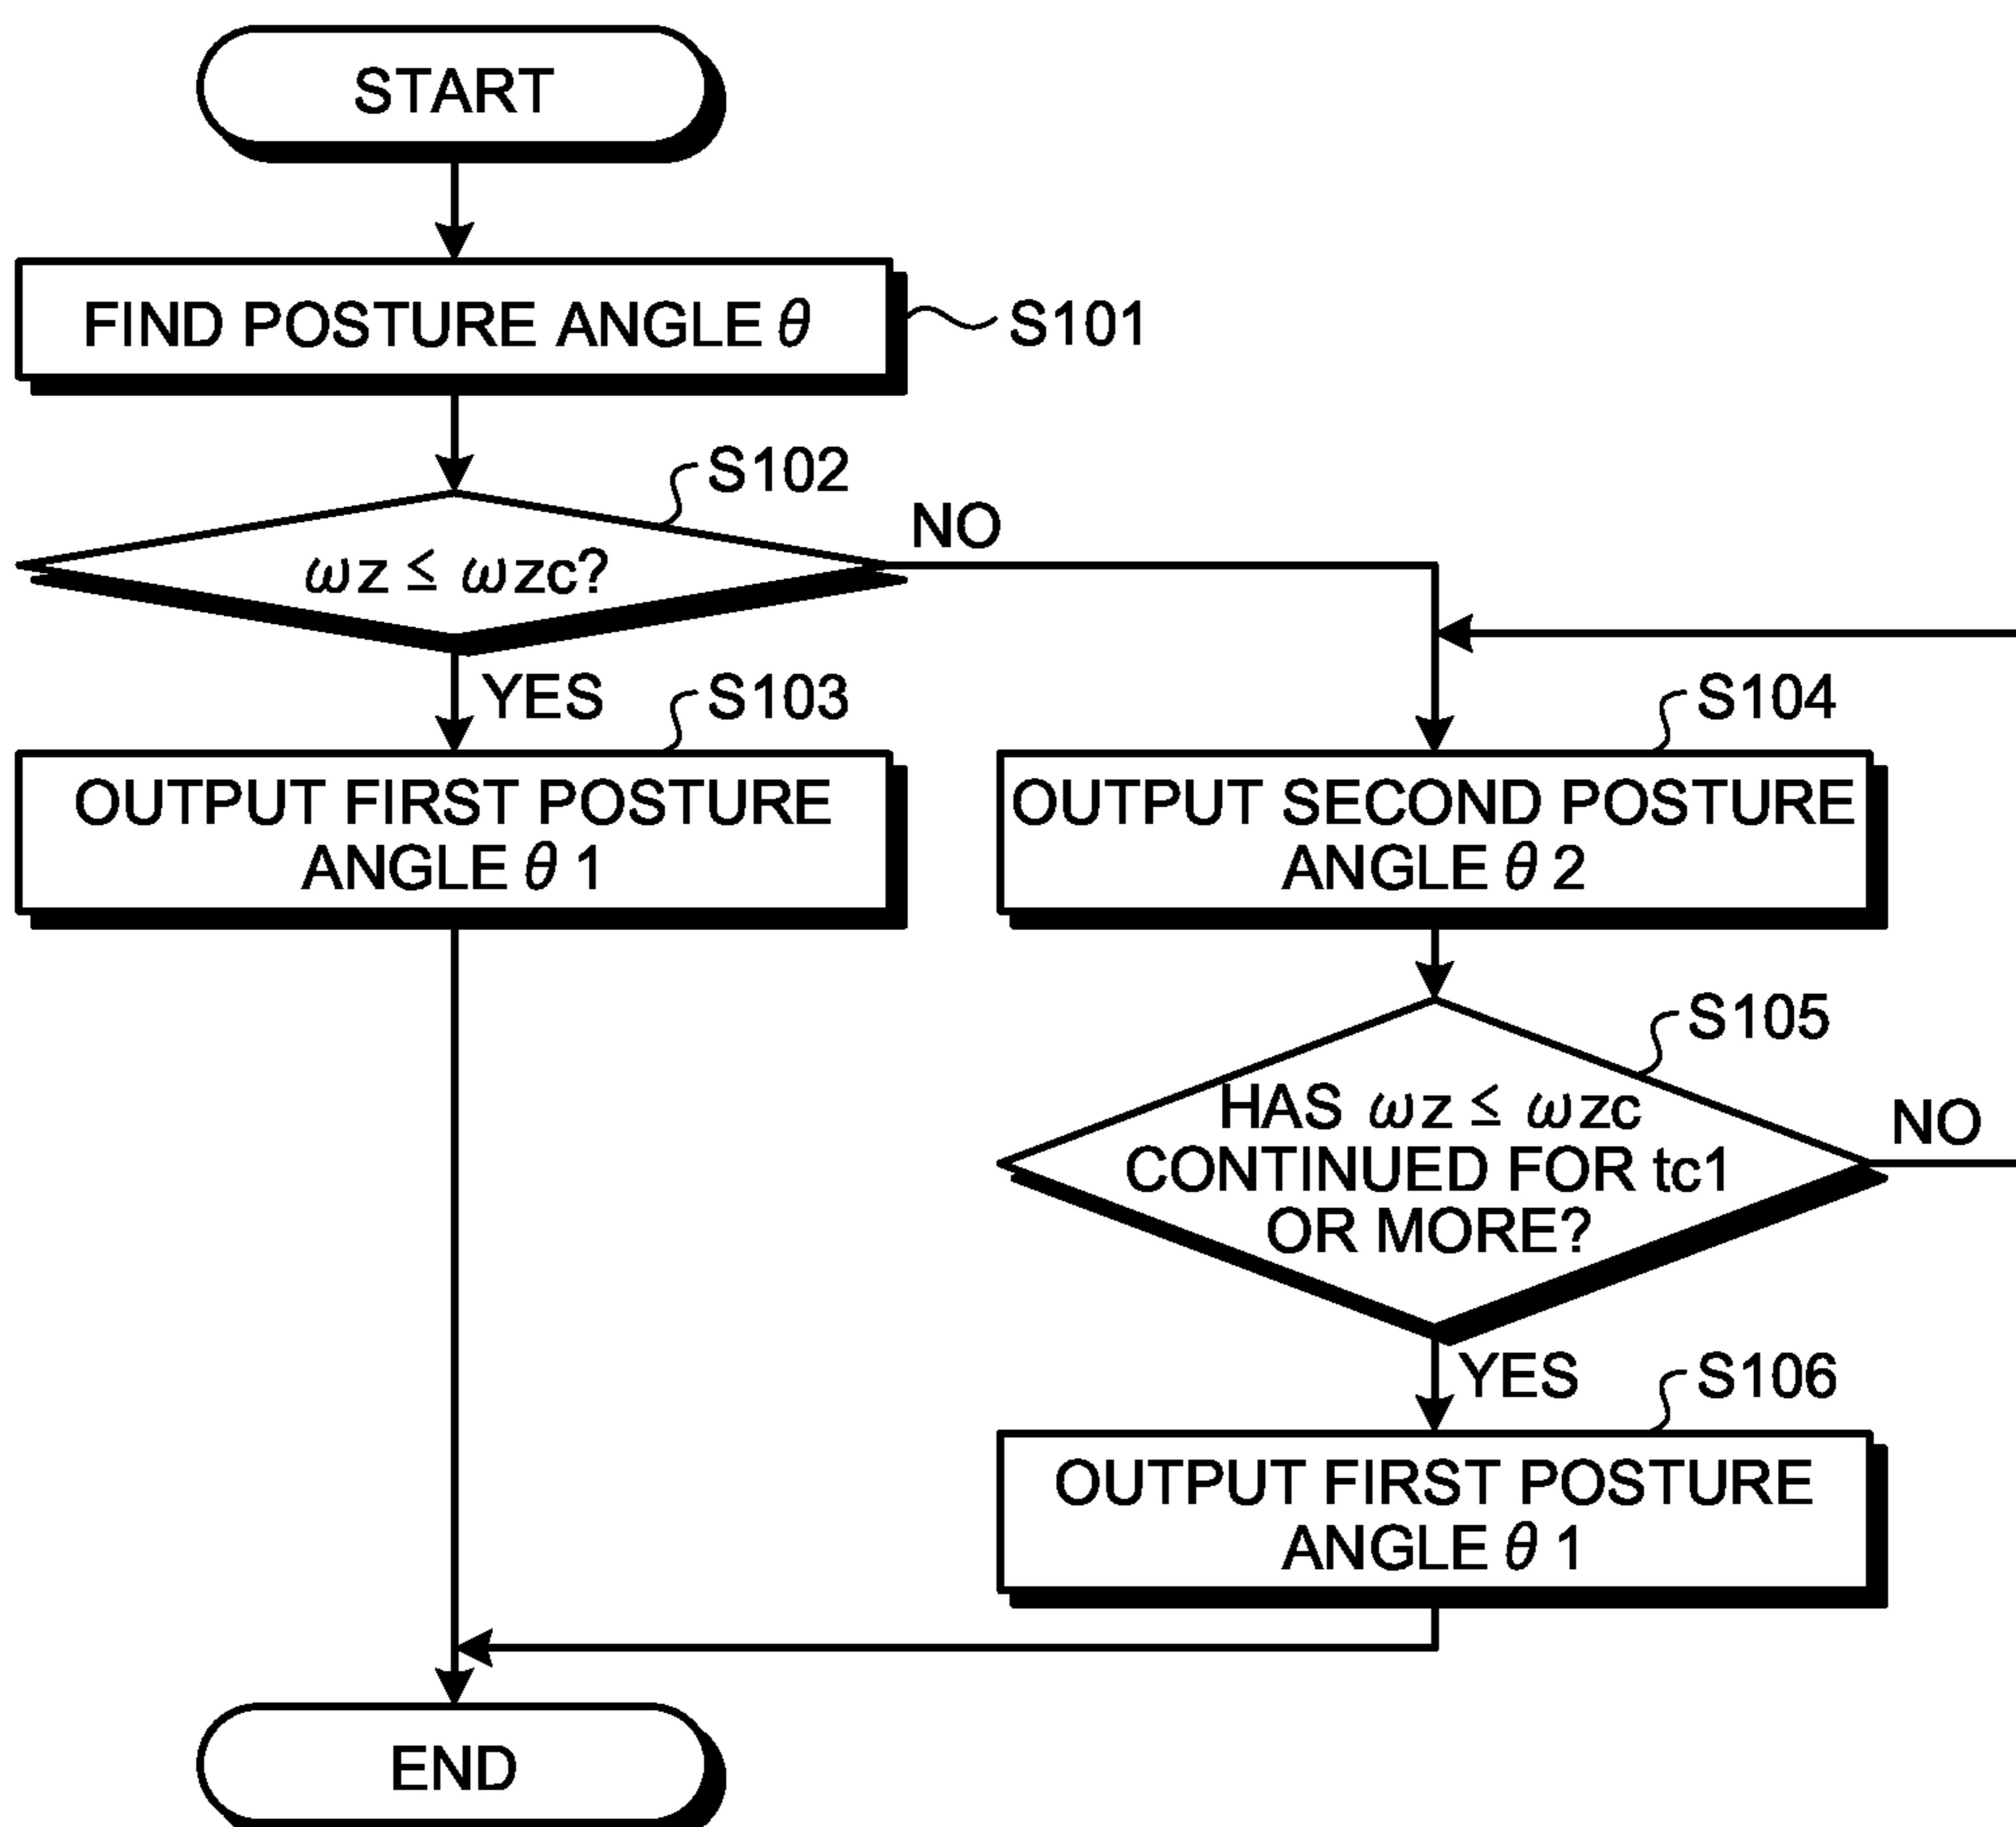 START
FIND POSTURE ANGLE θ
S101
S102
ωz ≤ ωzc?
NO
YES
S103
OUTPUT FIRST POSTURE
ANGLE θ 1
S104
OUTPUT SECOND POSTURE
ANGLE θ 2
S105
HAS ωz ≤ ωzc
CONTINUED FOR tc1
OR MORE?
NO
YES
S106
OUTPUT FIRST POSTURE
ANGLE θ 1
END